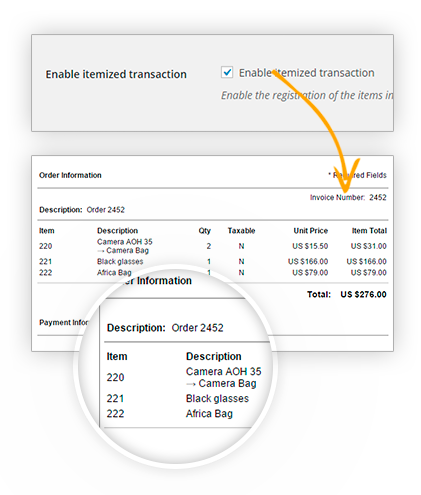 Enable itemized transaction
Enable itemized transaction
Enable the registration of the items in
Order Information
* Required Fields
Invoice Number: 2452
Description: Order 2452
Item Description Qty Taxable Unit Price Item Total
220 Camera AOH 35 2 N US $15.50 US $31.00
→ Camera Bag
221 Black glasses 1 N US $166.00 US $166.00
222 Africa Bag 1 N US $79.00 US $79.00
Total: US $276.00
Payment Infor
er Information
Description: Order 2452
Item Description
220 Camera AOH 35
→ Camera Bag
221 Black glasses
222 Africa Bag